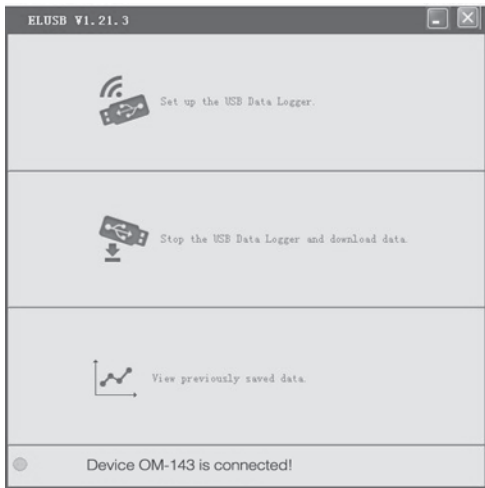 ELUSB V1.21.3
Set up the USB Data Logger.
Stop the USB Data Logger and download data.
View previously saved data.
Device OM-143 is connected!